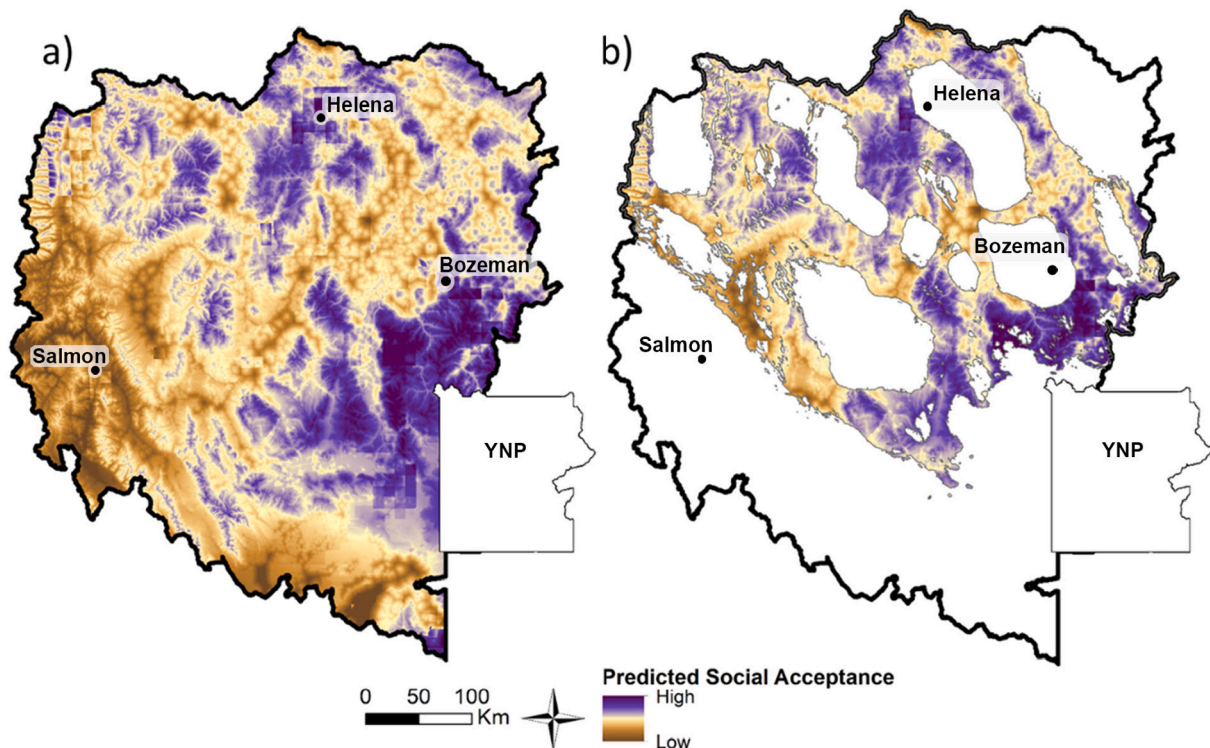 a)
Helena
Bozeman
Salmon
YNP
b)
Helena
Bozeman
Salmon
YNP
0 50 100
Km
Predicted Social Acceptance
High
Low